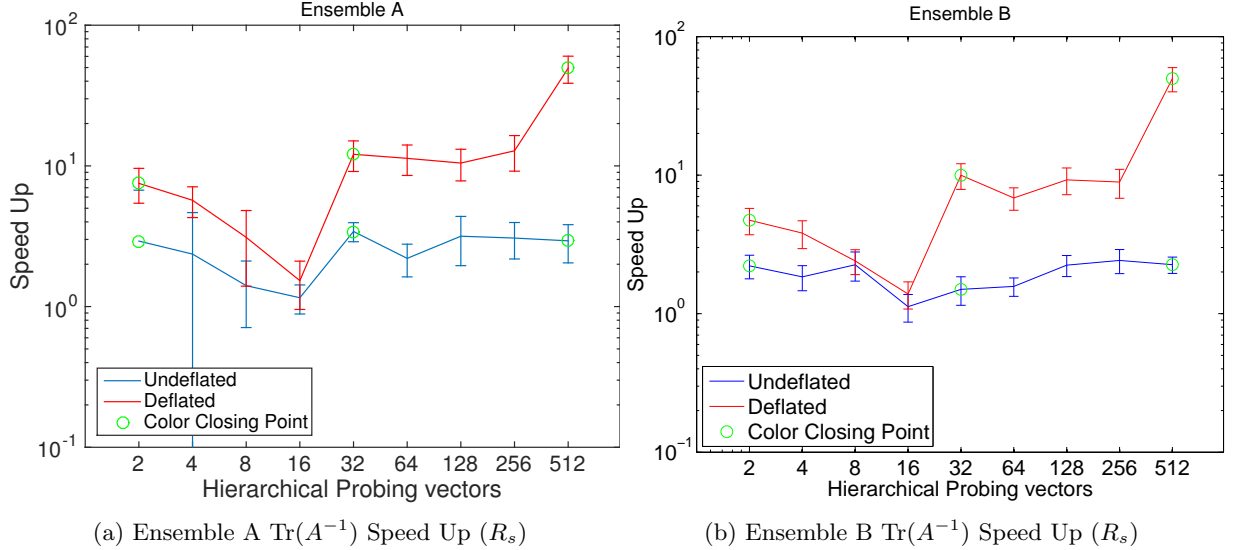 Ensemble A
10^2
10^1
10^0
10^-1
Speed Up
Undeflated
Deflated
Color Closing Point
2 4 8 16 32 64 128 256 512
Hierarchical Probing vectors
(a) Ensemble A Tr(A^{-1}) Speed Up (R_s)
Ensemble B
10^2
10^1
10^0
10^-1
Speed Up
Undeflated
Deflated
Color Closing Point
2 4 8 16 32 64 128 256 512
Hierarchical Probing vectors
(b) Ensemble B Tr(A^{-1}) Speed Up (R_s)